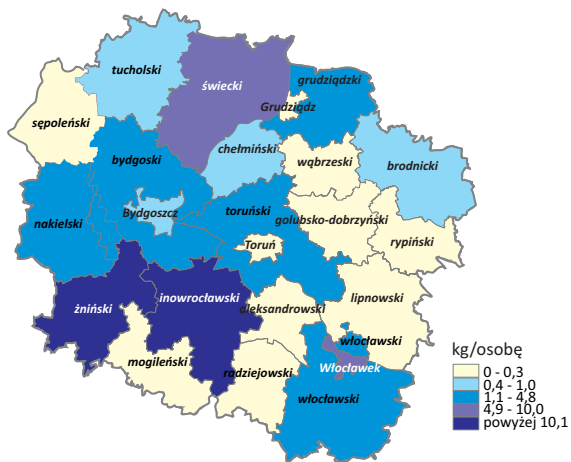 tucholski
świecki
grudziądzki
Grudziądz
sępoleński
chełmiński
wąbrzeski
brodnicki
bydgoski
Bydgoszcz
toruński
golubsko-dobrzyński
nakielski
Toruń
rypiński
żniński
inowrocławski
aleksandrowski
lipnowski
mogileński
radziejowski
włocławski
Włocławek
włocławski
kg/osobę
0 - 0,3
0,4 - 1,0
1,1 - 4,8
4,9 - 10,0
powyżej 10,1